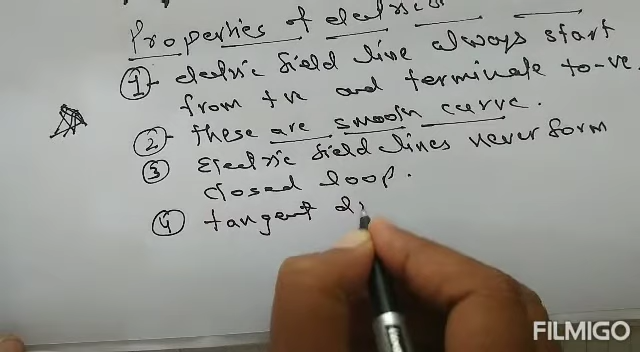 Properties of electric
① - electric field line always start
from +ve and terminate to -ve.
② - these are smooth curve.
③ Electric field lines never form
closed loop.
④ tangent
FILMIGO